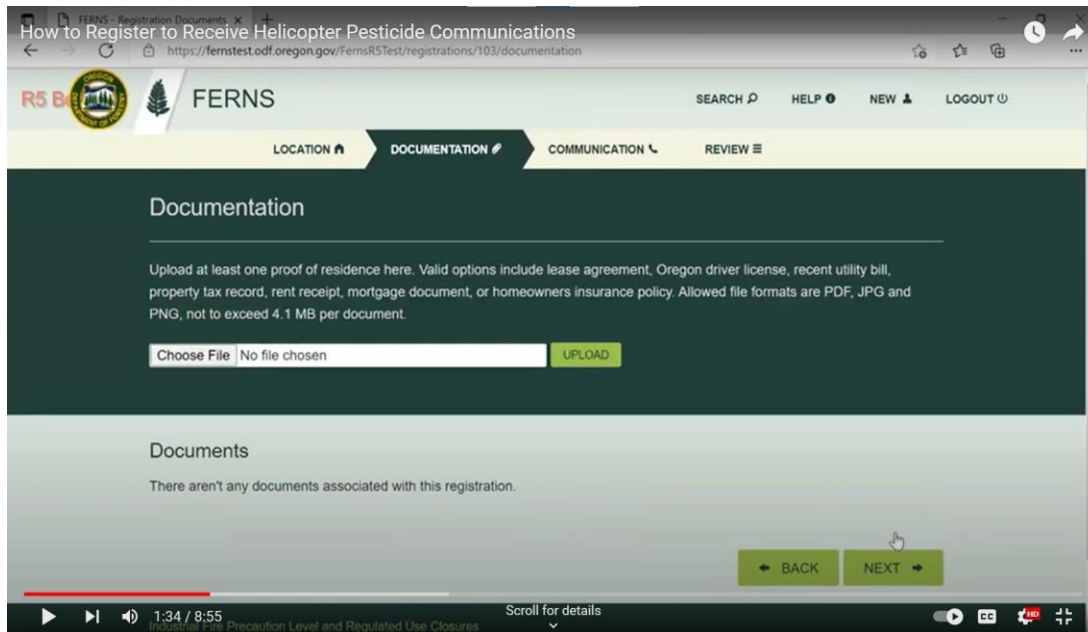 FERNS - Registration Documents
How to Register to Receive Helicopter Pesticide Communications
https://fernstest.odf.oregon.gov/FernsR5Test/registrations/103/documentation
R5 B
FERNS
SEARCH HELP NEW LOGOUT
LOCATION DOCUMENTATION COMMUNICATION REVIEW
Documentation
Upload at least one proof of residence here. Valid options include lease agreement, Oregon driver license, recent utility bill,
property tax record, rent receipt, mortgage document, or homeowners insurance policy. Allowed file formats are PDF, JPG and
PNG, not to exceed 4.1 MB per document.
Choose File No file chosen UPLOAD
Documents
There aren't any documents associated with this registration.
BACK NEXT
1:34 / 8:55 Scroll for details CC HD
Industrial Fire Precaution Level and Regulated Use Closures